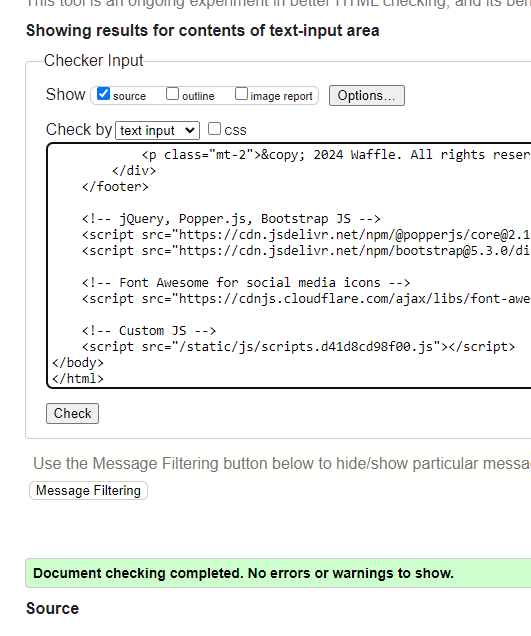 This tool is an ongoing experiment in better HTML checking, and its
Showing results for contents of text-input area
Checker Input
Show source outline image report Options...
Check by text input css
<p class="mt-2">&copy; 2024 Waffle. All rights reser
</div>
</footer>
<!-- jQuery, Popper.js, Bootstrap JS -->
<script src="https://cdn.jsdelivr.net/npm/@popperjs/core@2.1
<script src="https://cdn.jsdelivr.net/npm/bootstrap@5.3.0/di
<!-- Font Awesome for social media icons -->
<script src="https://cdnjs.cloudflare.com/ajax/libs/font-awe
<!-- Custom JS -->
<script src="/static/js/scripts.d41d8cd98f00.js"></script>
</body>
</html>
Check
Use the Message Filtering button below to hide/show particular messa
Message Filtering
Document checking completed. No errors or warnings to show.
Source